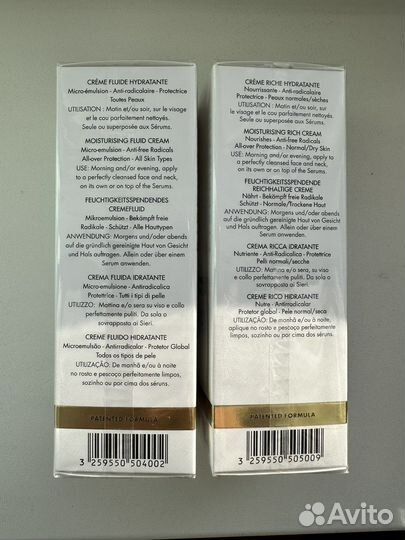 CRÈME FLUIDE HYDRATANTE
Micro-émulsion - Anti-radicalaire - Protectrice
Toutes Peaux
UTILISATION : Matin et/ou soir, sur le visage
et le cou parfaitement nettoyés.
Seule ou superposée aux Sérums.
MOISTURISING FLUID CREAM
Micro-emulsion - Anti-free Radicals
All-over Protection - All Skin Types
USE: Morning and/or evening, apply
to a perfectly cleansed face and neck,
on its own or on top of the Serums.
FEUCHTIGKEITSSPENDENDES
CREMEFLUID
Mikroemulsion - Bekämpft freie
Radikale - Schützt - Alle Hauttypen
ANWENDUNG: Morgens und/oder abends
auf die gründlich gereinigte Haut von Gesicht
und Hals auftragen. Allein oder über einem
Serum anwenden.
CREMA FLUIDA IDRATANTE
Micro-emulsione - Antiradicalica
Protettrice - Tutti i tipi di pelle
UTILIZZO: Mattina e/o sera su viso e collo
perfettamente puliti. Da sola o
sovrapposta ai Sieri.
CREME FLUIDO HIDRATANTE
Microemulsão - Antirradicalar - Protetor Global
Todos os tipos de pele
UTILIZAÇÃO: De manhã e/ou à noite
no rosto e pescoço perfeitamente limpos,
sozinho ou por cima dos séruns.
PATENTED FORMULA
3 259550 504002
CRÈME RICHE HYDRATANTE
Nourrissante - Anti-radicalaire
Protectrice - Peaux normales/sèches
UTILISATION : Matin et/ou soir, sur le visage
et le cou parfaitement nettoyés.
Seule ou superposée aux Sérums.
MOISTURISING RICH CREAM
Nourishes - Anti-free Radicals
All-over Protection - Normal/Dry Skin
USE: Morning and/or evening, apply to
a perfectly cleansed face and neck,
on its own or on top of the Serums.
FEUCHTIGKEITSSPENDENDE
REICHHALTIGE CREME
Nährt - Bekämpft freie Radikale
Schützt - Normale/Trockene Haut
ANWENDUNG: Morgens und/oder abends
auf die gründlich gereinigte Haut von Gesicht
und Hals auftragen. Allein oder über
einem Serum anwenden.
CREMA RICCA IDRATANTE
Nutriente - Anti-Radicalica - Protettrice
Pelli normali/secche
UTILIZZO: Mattina e/o sera, su viso e
collo perfettamente puliti. Da sola o
sovrapposta ai Sieri.
CREME RICO HIDRATANTE
Nutre - Antirradicalar
Protetor global - Pele normal/seca
UTILIZAÇÃO: De manhã e/ou à noite,
aplique no rosto e pescoço perfeitamente
limpos, sozinho ou por cima dos séruns.
PATENTED FORMULA
3 259550 505009
Avito